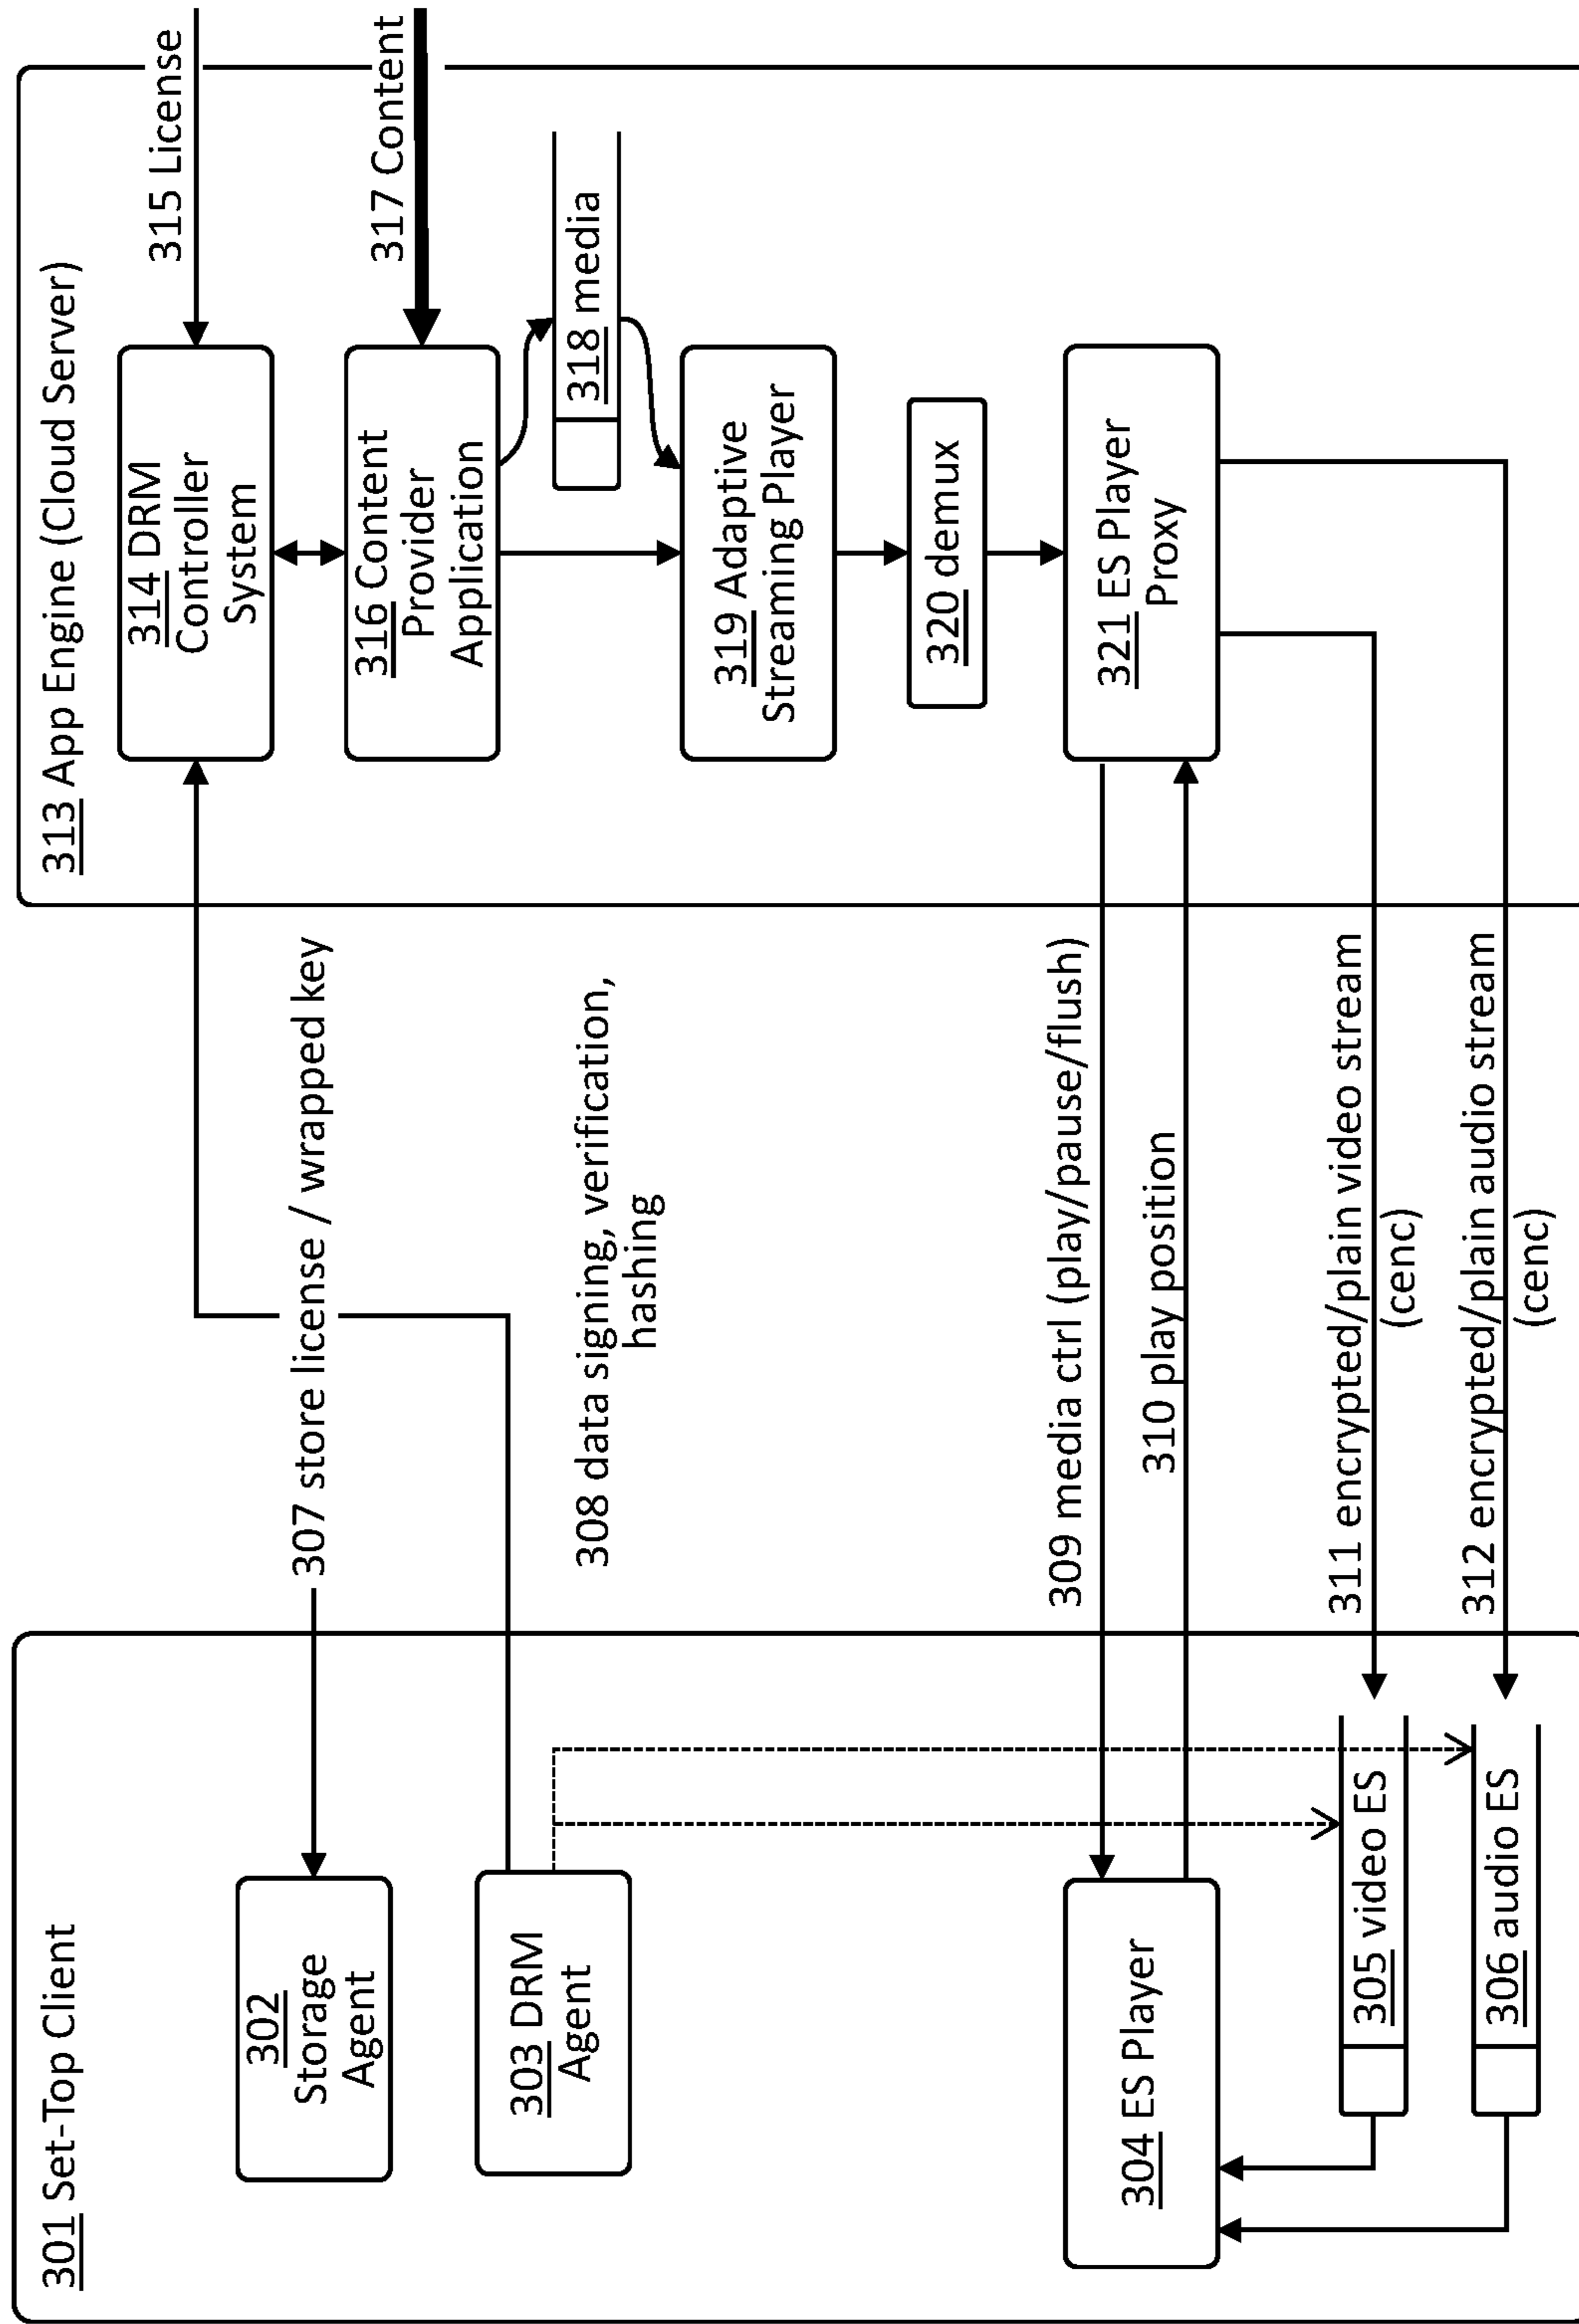 301 Set-Top Client
302
Storage
Agent
303 DRM
Agent
304 ES Player
305 video ES
306 audio ES
307 store license / wrapped key
308 data signing, verification,
hashing
309 media ctrl (play/pause/flush)
310 play position
311 encrypted/plain video stream
(cenc)
312 encrypted/plain audio stream
(cenc)
313 App Engine (Cloud Server)
314 DRM
Controller
System
315 License
316 Content
Provider
Application
317 Content
318 media
319 Adaptive
Streaming Player
320 demux
321 ES Player
Proxy